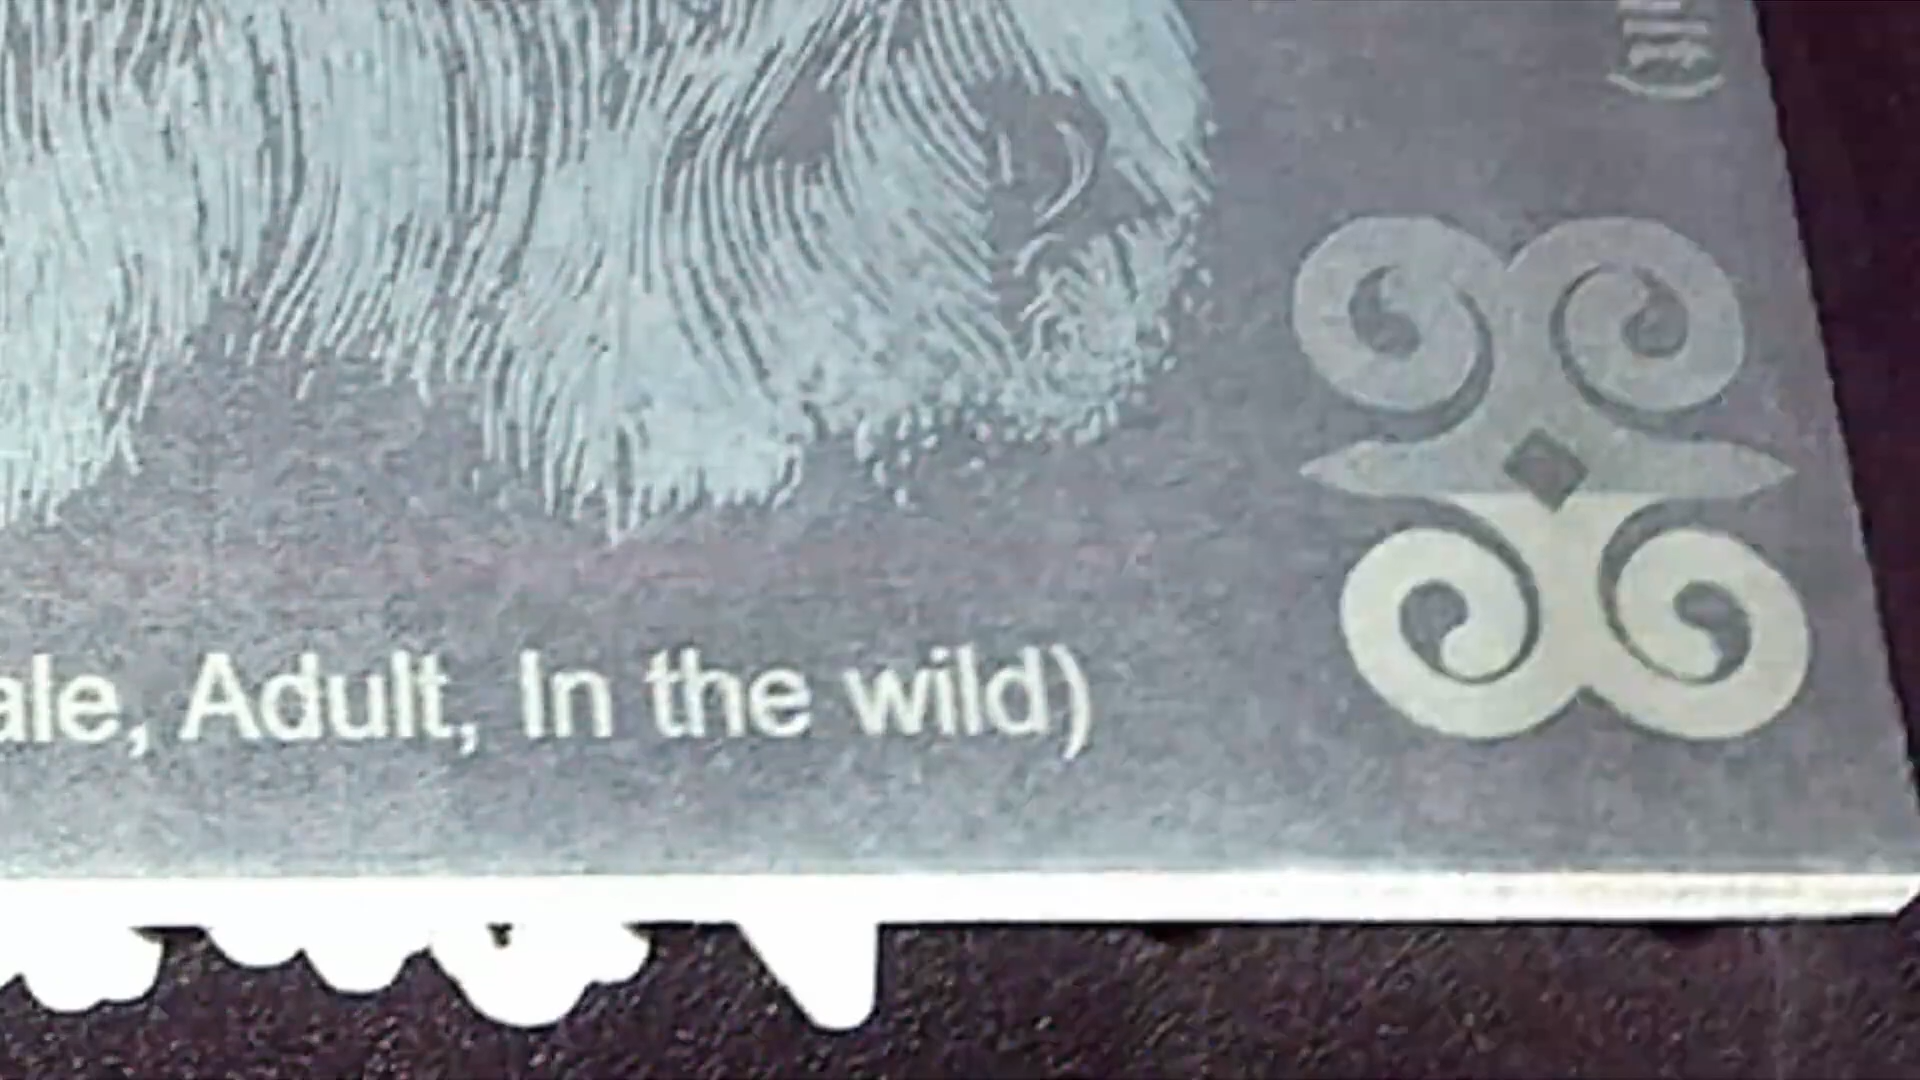 ale, Adult, In the wild)